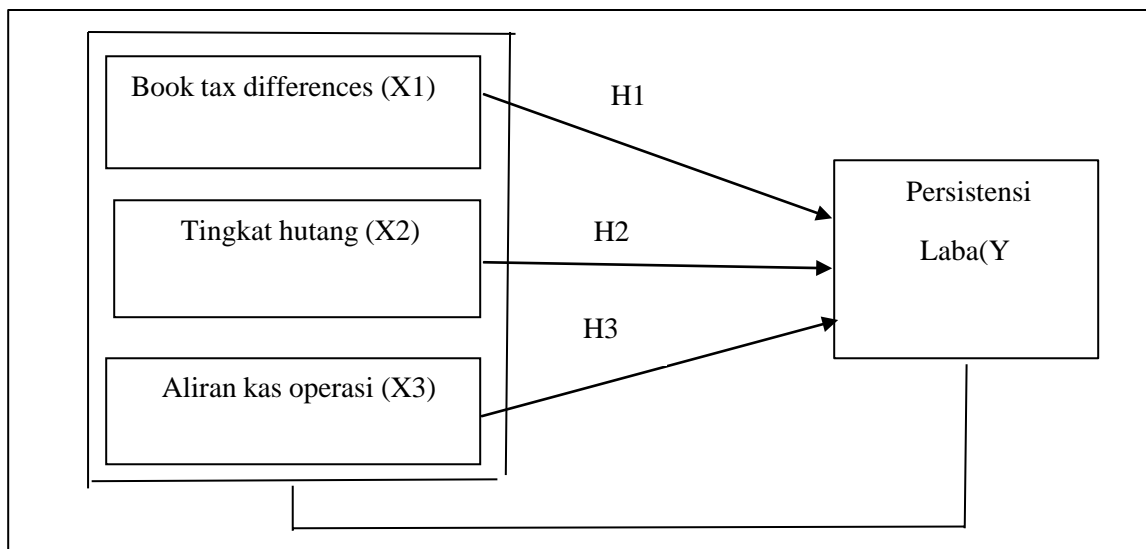 Book tax differences (X1)
H1
Persistensi
Laba(Y
Tingkat hutang (X2)
H2
H3
Aliran kas operasi (X3)